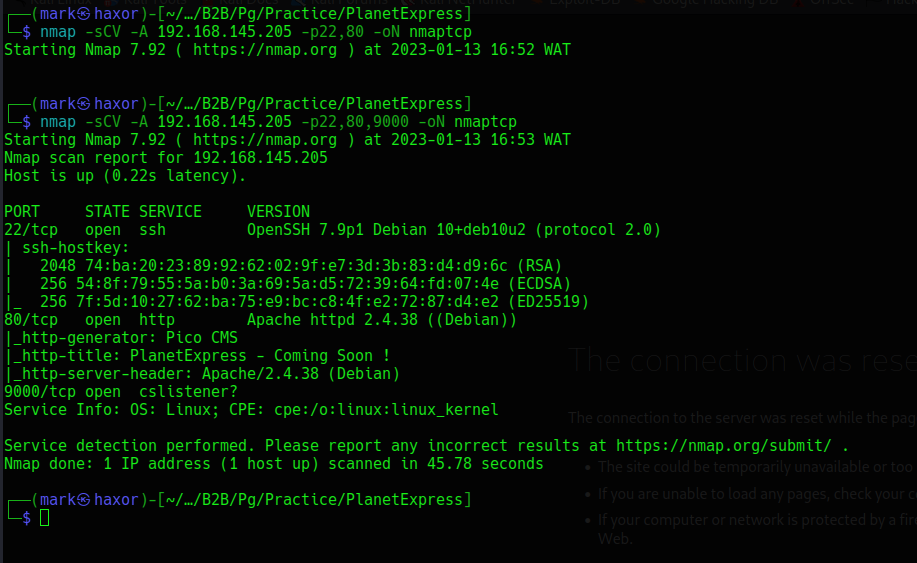 ┌──(mark㉿haxor)-[~/…/B2B/Pg/Practice/PlanetExpress]
└─$ nmap -sCV -A 192.168.145.205 -p22,80 -oN nmaptcp
Starting Nmap 7.92 ( https://nmap.org ) at 2023-01-13 16:52 WAT
┌──(mark㉿haxor)-[~/…/B2B/Pg/Practice/PlanetExpress]
└─$ nmap -sCV -A 192.168.145.205 -p22,80,9000 -oN nmaptcp
Starting Nmap 7.92 ( https://nmap.org ) at 2023-01-13 16:53 WAT
Nmap scan report for 192.168.145.205
Host is up (0.22s latency).
PORT     STATE SERVICE     VERSION
22/tcp   open  ssh         OpenSSH 7.9p1 Debian 10+deb10u2 (protocol 2.0)
| ssh-hostkey:
|   2048 74:ba:20:23:89:92:62:02:9f:e7:3d:3b:83:d4:d9:6c (RSA)
|   256 54:8f:79:55:5a:b0:3a:69:5a:d5:72:39:64:fd:07:4e (ECDSA)
|_  256 7f:5d:10:27:62:ba:75:e9:bc:c8:4f:e2:72:87:d4:e2 (ED25519)
80/tcp   open  http        Apache httpd 2.4.38 ((Debian))
|_http-generator: Pico CMS
|_http-title: PlanetExpress - Coming Soon !
|_http-server-header: Apache/2.4.38 (Debian)
The connection was rese
9000/tcp open  cslistener?
Service Info: OS: Linux; CPE: cpe:/o:linux:linux_kernel
The connection to the server was reset while the pag
Service detection performed. Please report any incorrect results at https://nmap.org/submit/ .
Nmap done: 1 IP address (1 host up) scanned in 45.78 seconds
The site could be temporarily unavailable or too
┌──(mark㉿haxor)-[~/…/B2B/Pg/Practice/PlanetExpress]
└─$
If you are unable to load any pages, check your c
If your computer or network is protected by a fire
Web.